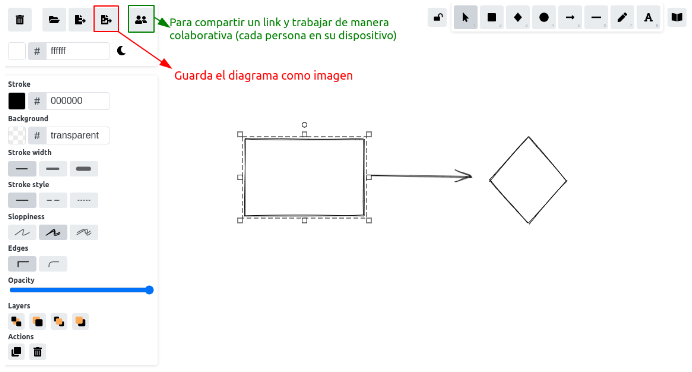 Para compartir un link y trabajar de manera
colaborativa (cada persona en su dispositivo)
# ffffff
Guarda el diagrama como imagen
Stroke
# 000000
Background
# transparent
Stroke width
Stroke style
Sloppiness
Edges
Opacity
Layers
Actions
A